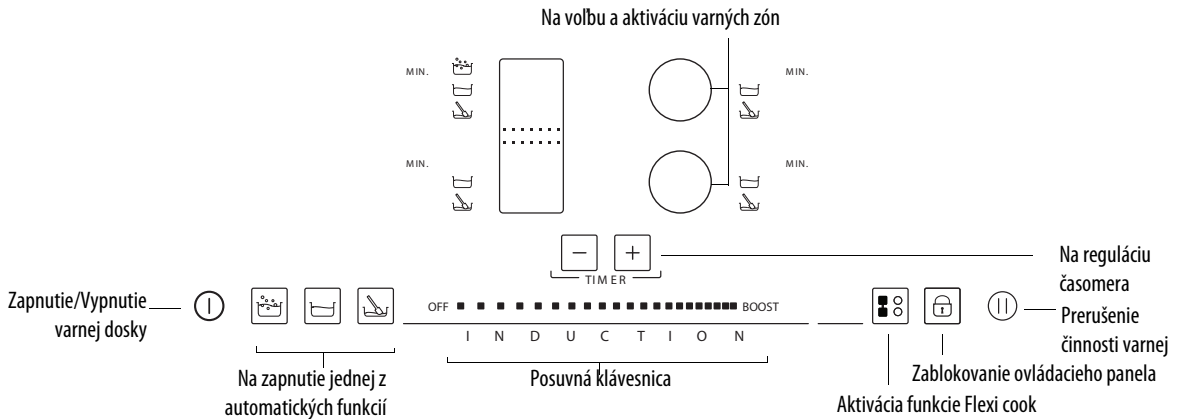 Na voľbu a aktiváciu varných zón
MIN.
MIN.
MIN.
MIN.
TIMER
Na reguláciu
časomera
Zapnutie/Vypnutie
varnej dosky
OFF
BOOST
INDUCTION
Prerušenie
činnosti varnej
Na zapnutie jednej z
automatických funkcií
Posuvná klávesnica
Zablokovanie ovládacieho panela
Aktivácia funkcie Flexi cook